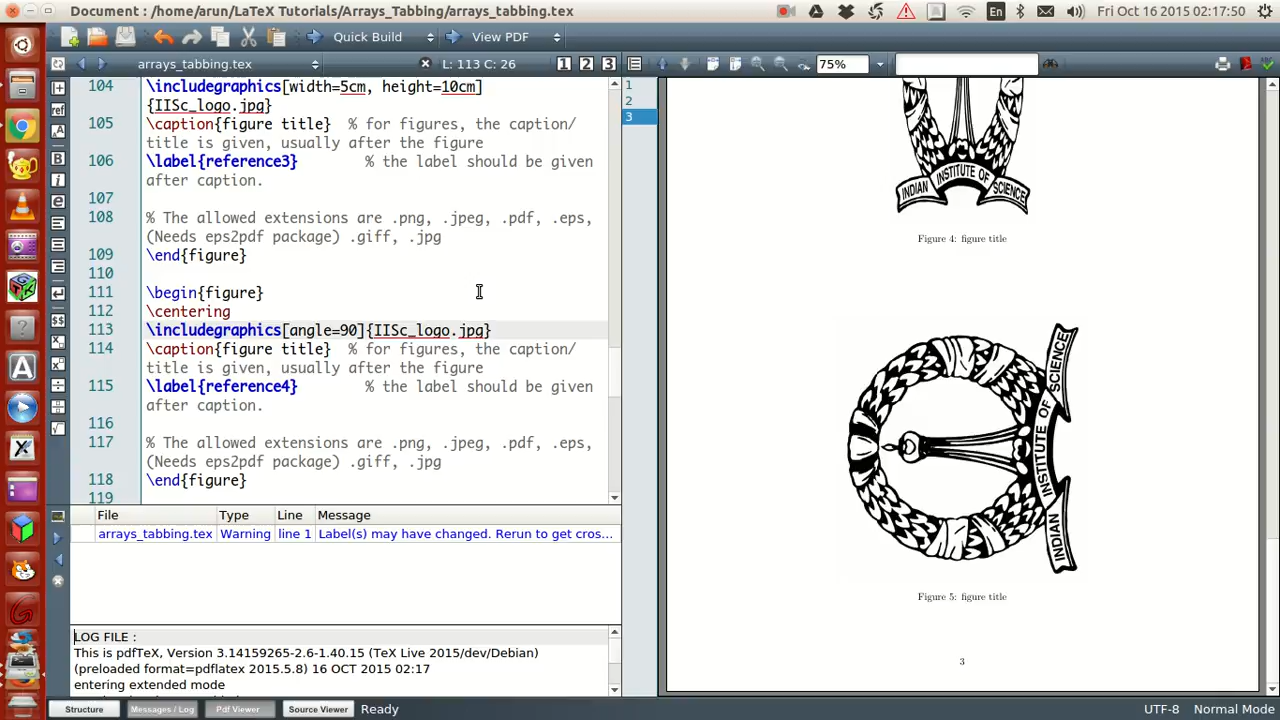 Document : /home/arun/LaTeX Tutorials/Arrays_Tabbing/arrays_tabbing.tex
En
Fri Oct 16 2015 02:17:50
Quick Build
View PDF
arrays_tabbing.tex
L: 113 C: 26
1 2 3
75%
104 \includegraphics[width=5cm, height=10cm]
{IISc_logo.jpg}
105 \caption{figure title} % for figures, the caption/
title is given, usually after the figure
106 \label{reference3} % the label should be given
after caption.
107
108 % The allowed extensions are .png, .jpeg, .pdf, .eps,
(Needs eps2pdf package) .giff, .jpg
109 \end{figure}
110
111 \begin{figure}
112 \centering
113 \includegraphics[angle=90]{IISc_logo.jpg}
114 \caption{figure title} % for figures, the caption/
title is given, usually after the figure
115 \label{reference4} % the label should be given
after caption.
116
117 % The allowed extensions are .png, .jpeg, .pdf, .eps,
(Needs eps2pdf package) .giff, .jpg
118 \end{figure}
119
1
2
3
INDIAN INSTITUTE OF SCIENCE
Figure 4: figure title
INDIAN INSTITUTE OF SCIENCE
Figure 5: figure title
3
File Type Line Message
arrays_tabbing.tex Warning line 1 Label(s) may have changed. Rerun to get cros...
LOG FILE :
This is pdfTeX, Version 3.14159265-2.6-1.40.15 (TeX Live 2015/dev/Debian)
(preloaded format=pdflatex 2015.5.8) 16 OCT 2015 02:17
entering extended mode
Structure
Messages / Log
Pdf Viewer
Source Viewer
Ready
UTF-8
Normal Mode